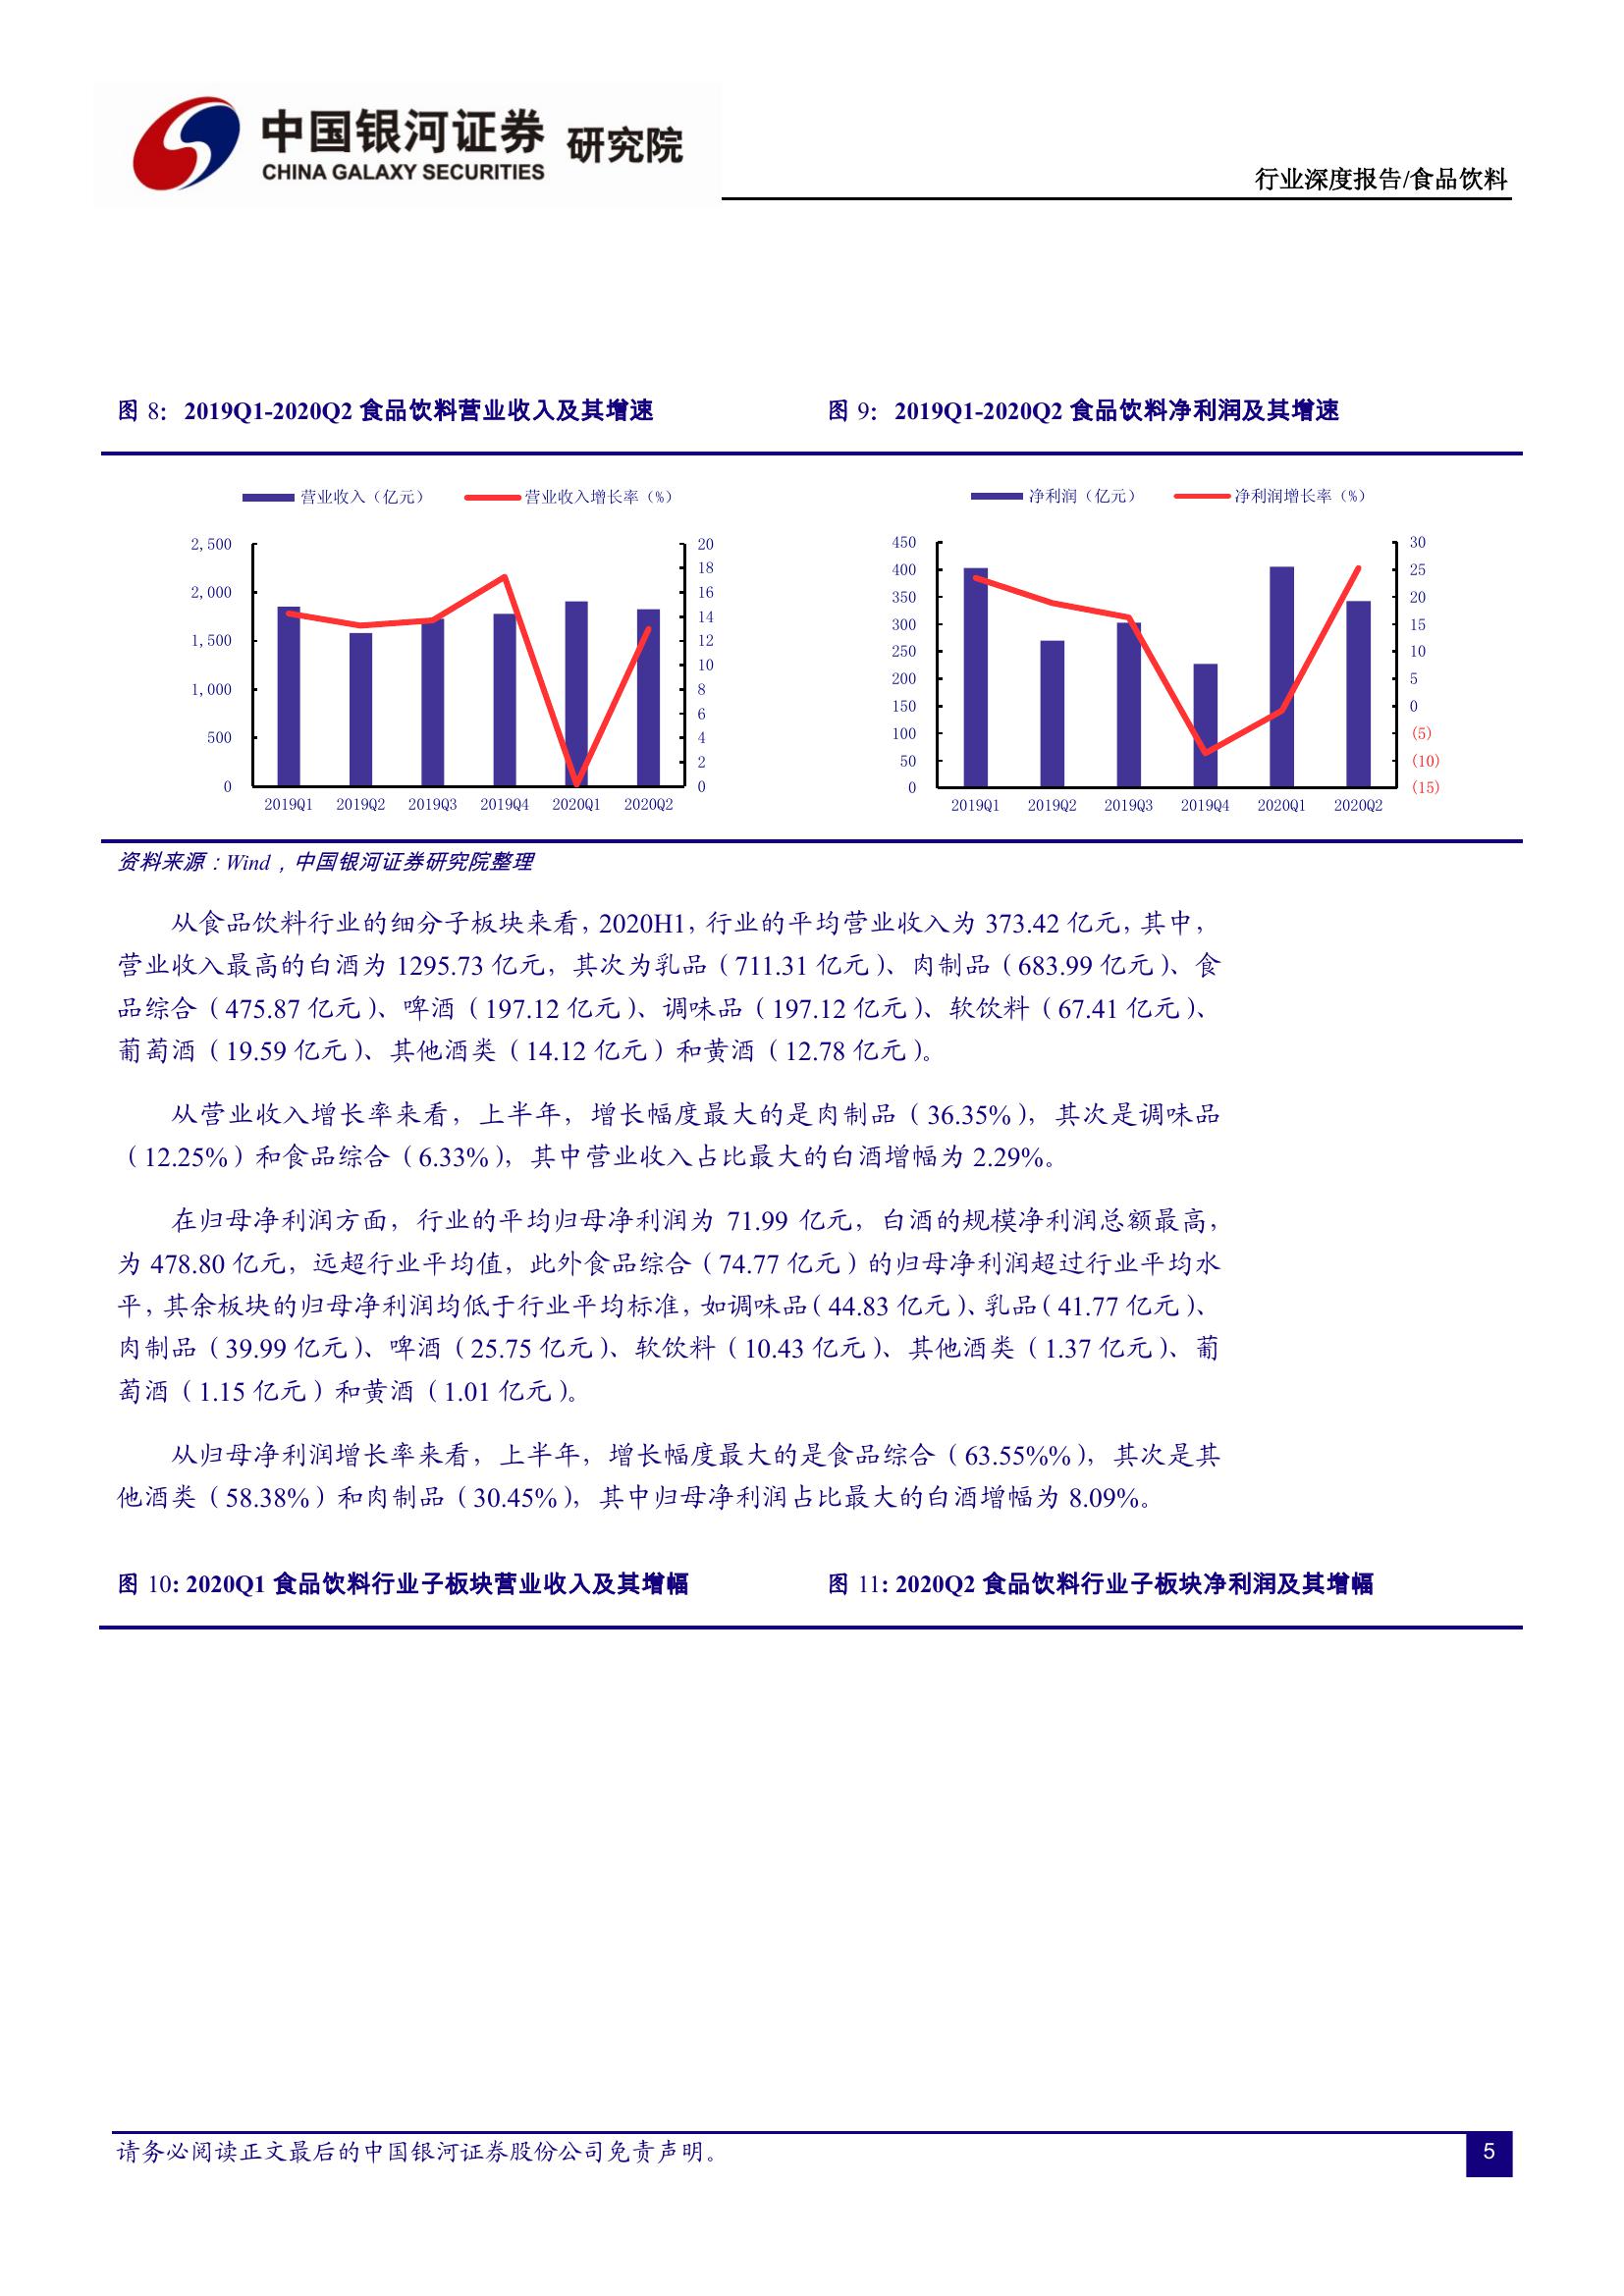 中国银河证券 研究院
CHINA GALAXY SECURITIES
行业深度报告/食品饮料
图 8: 2019Q1-2020Q2 食品饮料营业收入及其增速
图 9: 2019Q1-2020Q2 食品饮料净利润及其增速
营业收入（亿元） 营业收入增长率（%）
2,500
2,000
1,500
1,000
500
0
20
18
16
14
12
10
8
6
4
2
0
2019Q1 2019Q2 2019Q3 2019Q4 2020Q1 2020Q2
净利润（亿元） 净利润增长率（%）
450
400
350
300
250
200
150
100
50
0
30
25
20
15
10
5
0
(5)
(10)
(15)
2019Q1 2019Q2 2019Q3 2019Q4 2020Q1 2020Q2
资料来源：Wind，中国银河证券研究院整理
从食品饮料行业的细分子板块来看，2020H1，行业的平均营业收入为 373.42 亿元，其中，
营业收入最高的白酒为 1295.73 亿元，其次为乳品（711.31 亿元）、肉制品（683.99 亿元）、食
品综合（475.87 亿元）、啤酒（197.12 亿元）、调味品（197.12 亿元）、软饮料（67.41 亿元）、
葡萄酒（19.59 亿元）、其他酒类（14.12 亿元）和黄酒（12.78 亿元）。
从营业收入增长率来看，上半年，增长幅度最大的是肉制品（36.35%），其次是调味品
（12.25%）和食品综合（6.33%），其中营业收入占比最大的白酒增幅为 2.29%。
在归母净利润方面，行业的平均归母净利润为 71.99 亿元，白酒的规模净利润总额最高，
为 478.80 亿元，远超行业平均值，此外食品综合（74.77 亿元）的归母净利润超过行业平均水
平，其余板块的归母净利润均低于行业平均标准，如调味品（44.83 亿元）、乳品（41.77 亿元）、
肉制品（39.99 亿元）、啤酒（25.75 亿元）、软饮料（10.43 亿元）、其他酒类（1.37 亿元）、葡
萄酒（1.15 亿元）和黄酒（1.01 亿元）。
从归母净利润增长率来看，上半年，增长幅度最大的是食品综合（63.55%%），其次是其
他酒类（58.38%）和肉制品（30.45%），其中归母净利润占比最大的白酒增幅为 8.09%。
图 10: 2020Q1 食品饮料行业子板块营业收入及其增幅
图 11: 2020Q2 食品饮料行业子板块净利润及其增幅
请务必阅读正文最后的中国银河证券股份公司免责声明。
5